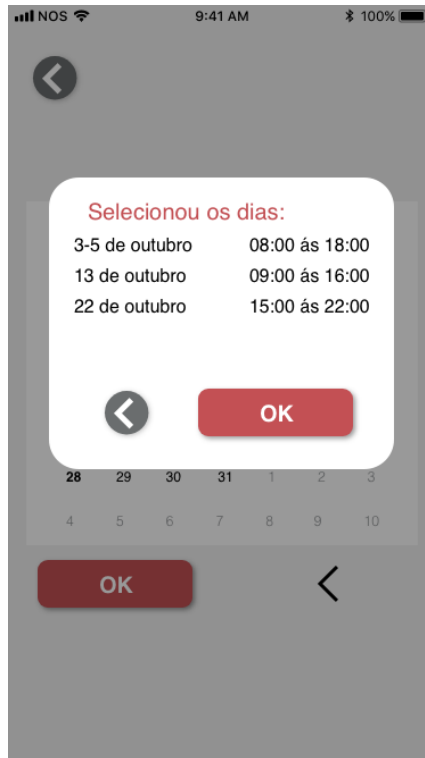 NOS 9:41 AM 100%
Selecionou os dias:
3-5 de outubro 08:00 ás 18:00
13 de outubro 09:00 ás 16:00
22 de outubro 15:00 ás 22:00
OK
28 29 30 31 1 2 3
4 5 6 7 8 9 10
OK